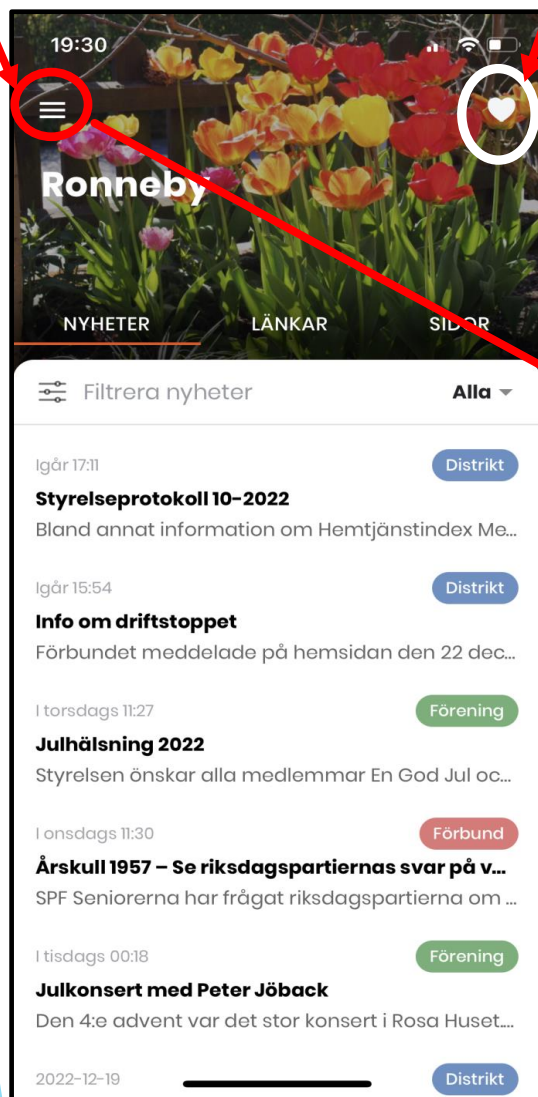 19:30
Ronneby
NYHETER LÄNKAR SIDOR
Filtrera nyheter Alla
Igår 17:11 Distrikt
Styrelseprotokoll 10-2022
Bland annat information om Hemtjänstindex Me...
Igår 15:54 Distrikt
Info om driftstoppet
Förbundet meddelade på hemsidan den 22 dec...
I torsdags 11:27 Förening
Julhälsning 2022
Styrelsen önskar alla medlemmar En God Jul oc...
I onsdags 11:30 Förbund
Årskull 1957 – Se riksdagspartiernas svar på v...
SPF Seniorerna har frågat riksdagspartierna om ...
I tisdags 00:18 Förening
Julkonsert med Peter Jöback
Den 4:e advent var det stor konsert i Rosa Huset....
2022-12-19 Distrikt